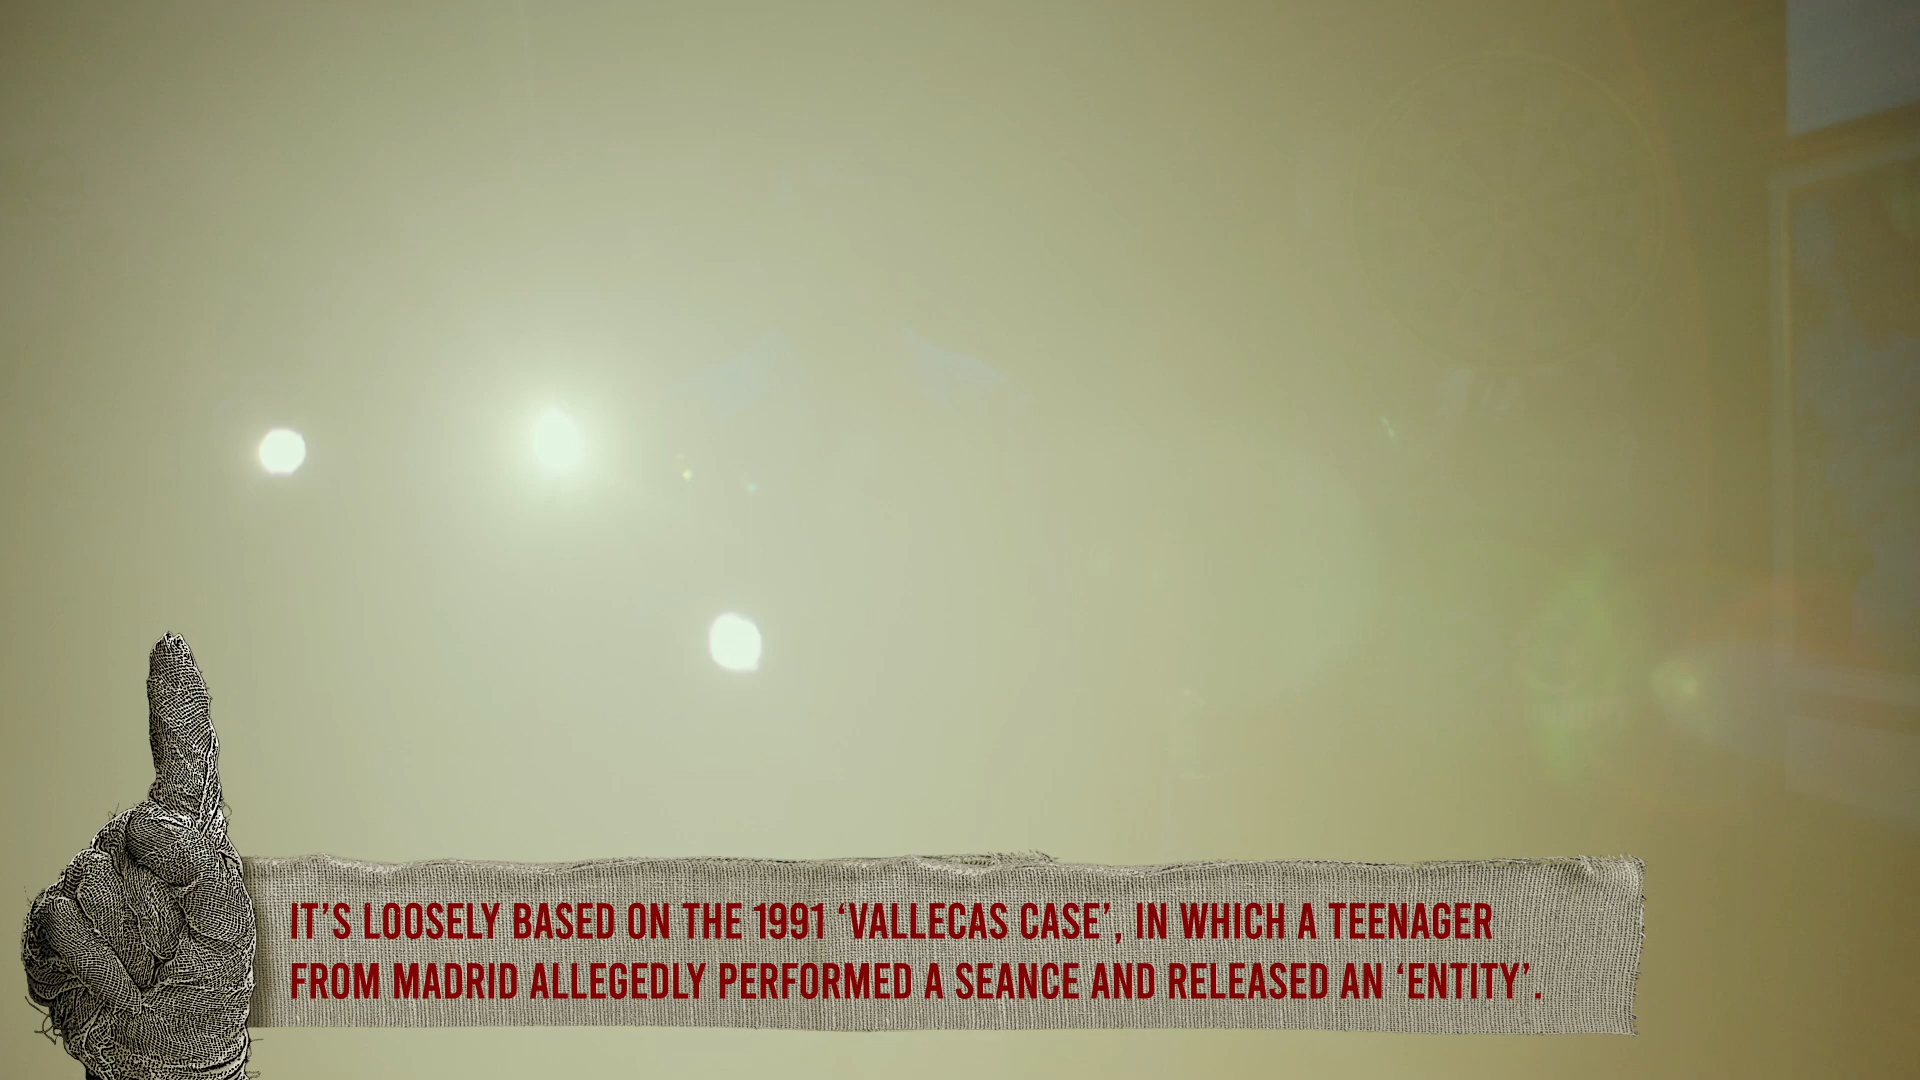 IT'S LOOSELY BASED ON THE 1991 ‘VALLECAS CASE’, IN WHICH A TEENAGER
FROM MADRID ALLEGEDLY PERFORMED A SEANCE AND RELEASED AN ‘ENTITY’.